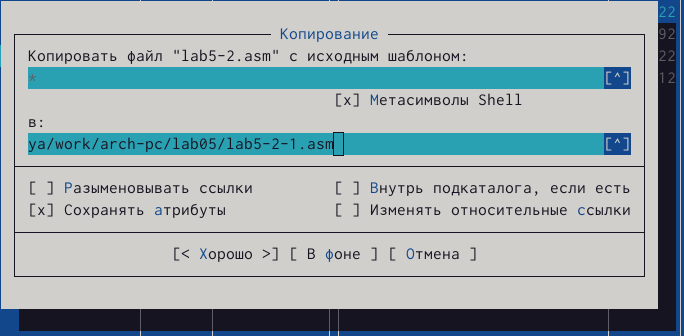 Копирование
22
Копировать файл "lab5-2.asm" с исходным шаблоном:
92
* [^]
22
[x] Метасимволы Shell
12
в:
ya/work/arch-pc/lab05/lab5-2-1.asm [^]
[ ] Разыменовывать ссылки [ ] Внутрь подкаталога, если есть
[x] Сохранять атрибуты [ ] Изменять относительные ссылки
[< Хорошо >] [ В фоне ] [ Отмена ]